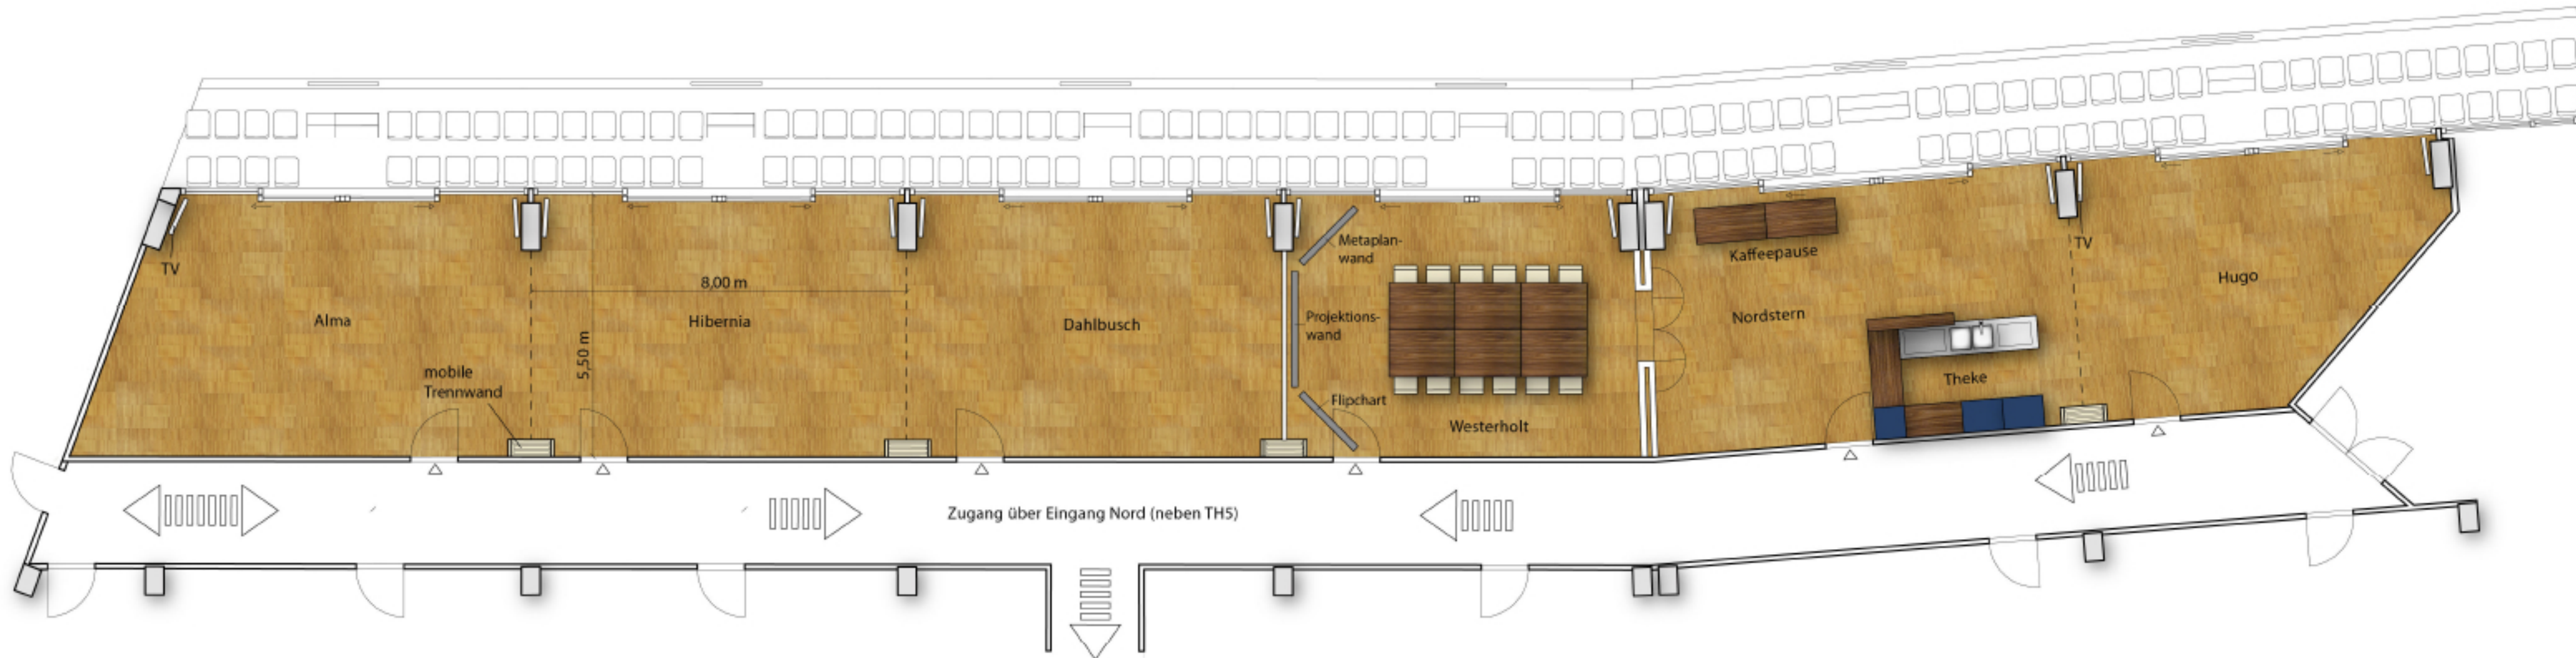 TV
Alma
mobile
Trennwand
5,50 m
8,00 m
Hibernia
Dahlbusch
Metaplan-
wand
Projektions-
wand
Flipchart
Westerholt
Kaffeepause
Nordstern
Theke
TV
Hugo
Zugang über Eingang Nord (neben TH5)